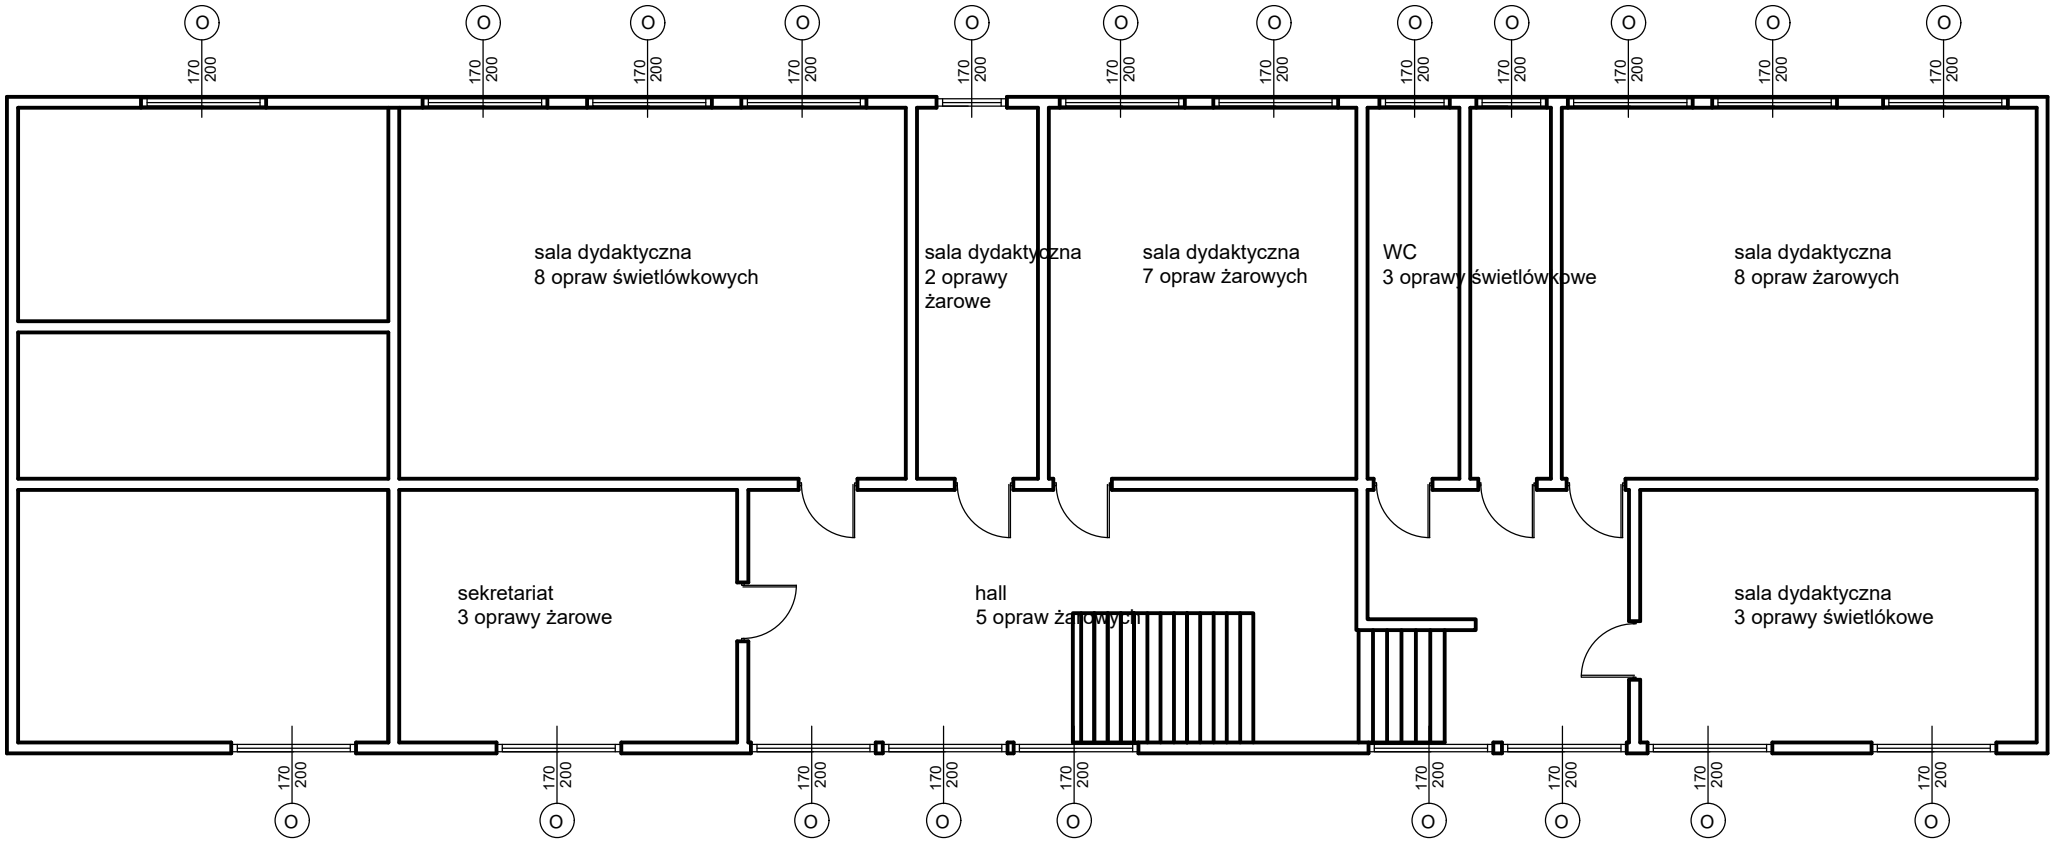 O O O O O O O O O O O O
170 170 170 170 170 170 170 170 170 170 170 170
200 200 200 200 200 200 200 200 200 200 200 200
sala dydaktyczna
8 opraw świetlówkowych
sala dydaktyczna
2 oprawy
żarowe
sala dydaktyczna
7 opraw żarowych
WC
3 oprawy świetlówkowe
sala dydaktyczna
8 opraw żarowych
sekretariat
3 oprawy żarowe
hall
5 opraw żarowych
sala dydaktyczna
3 oprawy świetlókowe
170 170 170 170 170 170 170 170 170
200 200 200 200 200 200 200 200 200
O O O O O O O O O